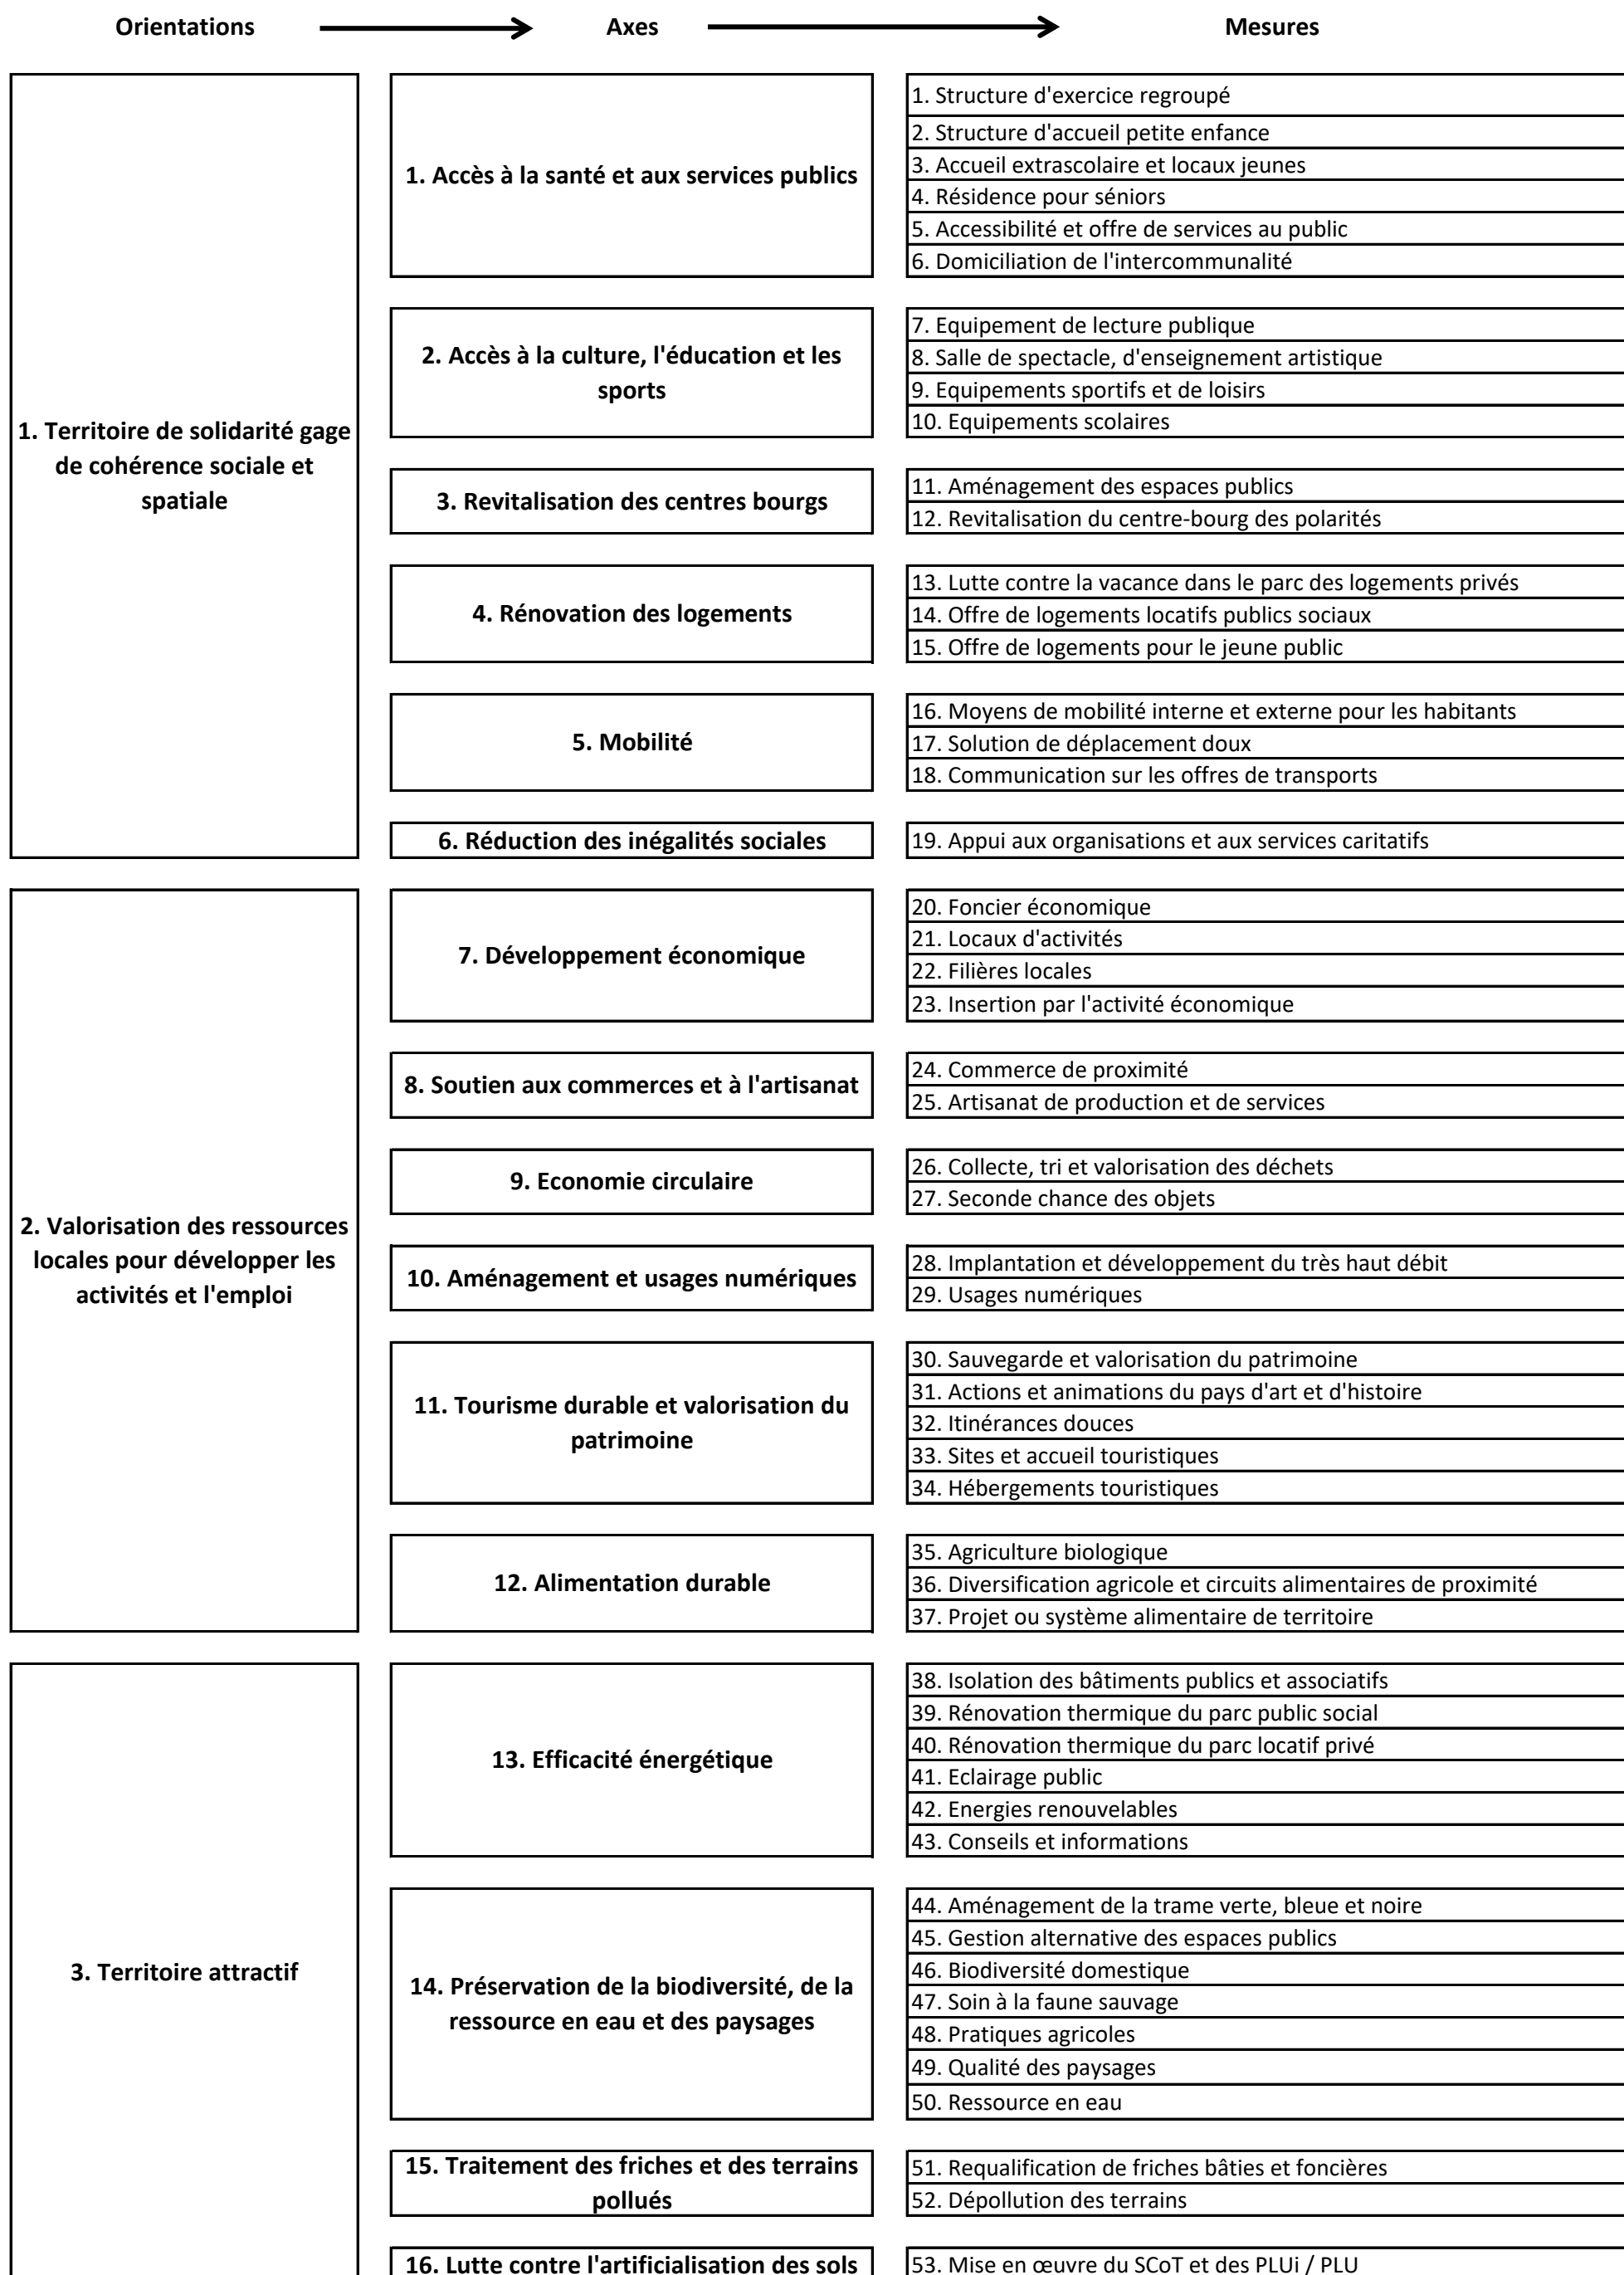 Orientations
Axes
Mesures
1. Territoire de solidarité gage
de cohérence sociale et
spatiale
1. Accès à la santé et aux services publics
1. Structure d'exercice regroupé
2. Structure d'accueil petite enfance
3. Accueil extrascolaire et locaux jeunes
4. Résidence pour séniors
5. Accessibilité et offre de services au public
6. Domiciliation de l'intercommunalité
2. Accès à la culture, l'éducation et les
sports
7. Equipement de lecture publique
8. Salle de spectacle, d'enseignement artistique
9. Equipements sportifs et de loisirs
10. Equipements scolaires
3. Revitalisation des centres bourgs
11. Aménagement des espaces publics
12. Revitalisation du centre-bourg des polarités
4. Rénovation des logements
13. Lutte contre la vacance dans le parc des logements privés
14. Offre de logements locatifs publics sociaux
15. Offre de logements pour le jeune public
5. Mobilité
16. Moyens de mobilité interne et externe pour les habitants
17. Solution de déplacement doux
18. Communication sur les offres de transports
6. Réduction des inégalités sociales
19. Appui aux organisations et aux services caritatifs
2. Valorisation des ressources
locales pour développer les
activités et l'emploi
7. Développement économique
20. Foncier économique
21. Locaux d'activités
22. Filières locales
23. Insertion par l'activité économique
8. Soutien aux commerces et à l'artisanat
24. Commerce de proximité
25. Artisanat de production et de services
9. Economie circulaire
26. Collecte, tri et valorisation des déchets
27. Seconde chance des objets
10. Aménagement et usages numériques
28. Implantation et développement du très haut débit
29. Usages numériques
11. Tourisme durable et valorisation du
patrimoine
30. Sauvegarde et valorisation du patrimoine
31. Actions et animations du pays d'art et d'histoire
32. Itinérances douces
33. Sites et accueil touristiques
34. Hébergements touristiques
12. Alimentation durable
35. Agriculture biologique
36. Diversification agricole et circuits alimentaires de proximité
37. Projet ou système alimentaire de territoire
3. Territoire attractif
13. Efficacité énergétique
38. Isolation des bâtiments publics et associatifs
39. Rénovation thermique du parc public social
40. Rénovation thermique du parc locatif privé
41. Eclairage public
42. Energies renouvelables
43. Conseils et informations
14. Préservation de la biodiversité, de la
ressource en eau et des paysages
44. Aménagement de la trame verte, bleue et noire
45. Gestion alternative des espaces publics
46. Biodiversité domestique
47. Soin à la faune sauvage
48. Pratiques agricoles
49. Qualité des paysages
50. Ressource en eau
15. Traitement des friches et des terrains
pollués
51. Requalification de friches bâties et foncières
52. Dépollution des terrains
16. Lutte contre l'artificialisation des sols
53. Mise en œuvre du SCoT et des PLUi / PLU